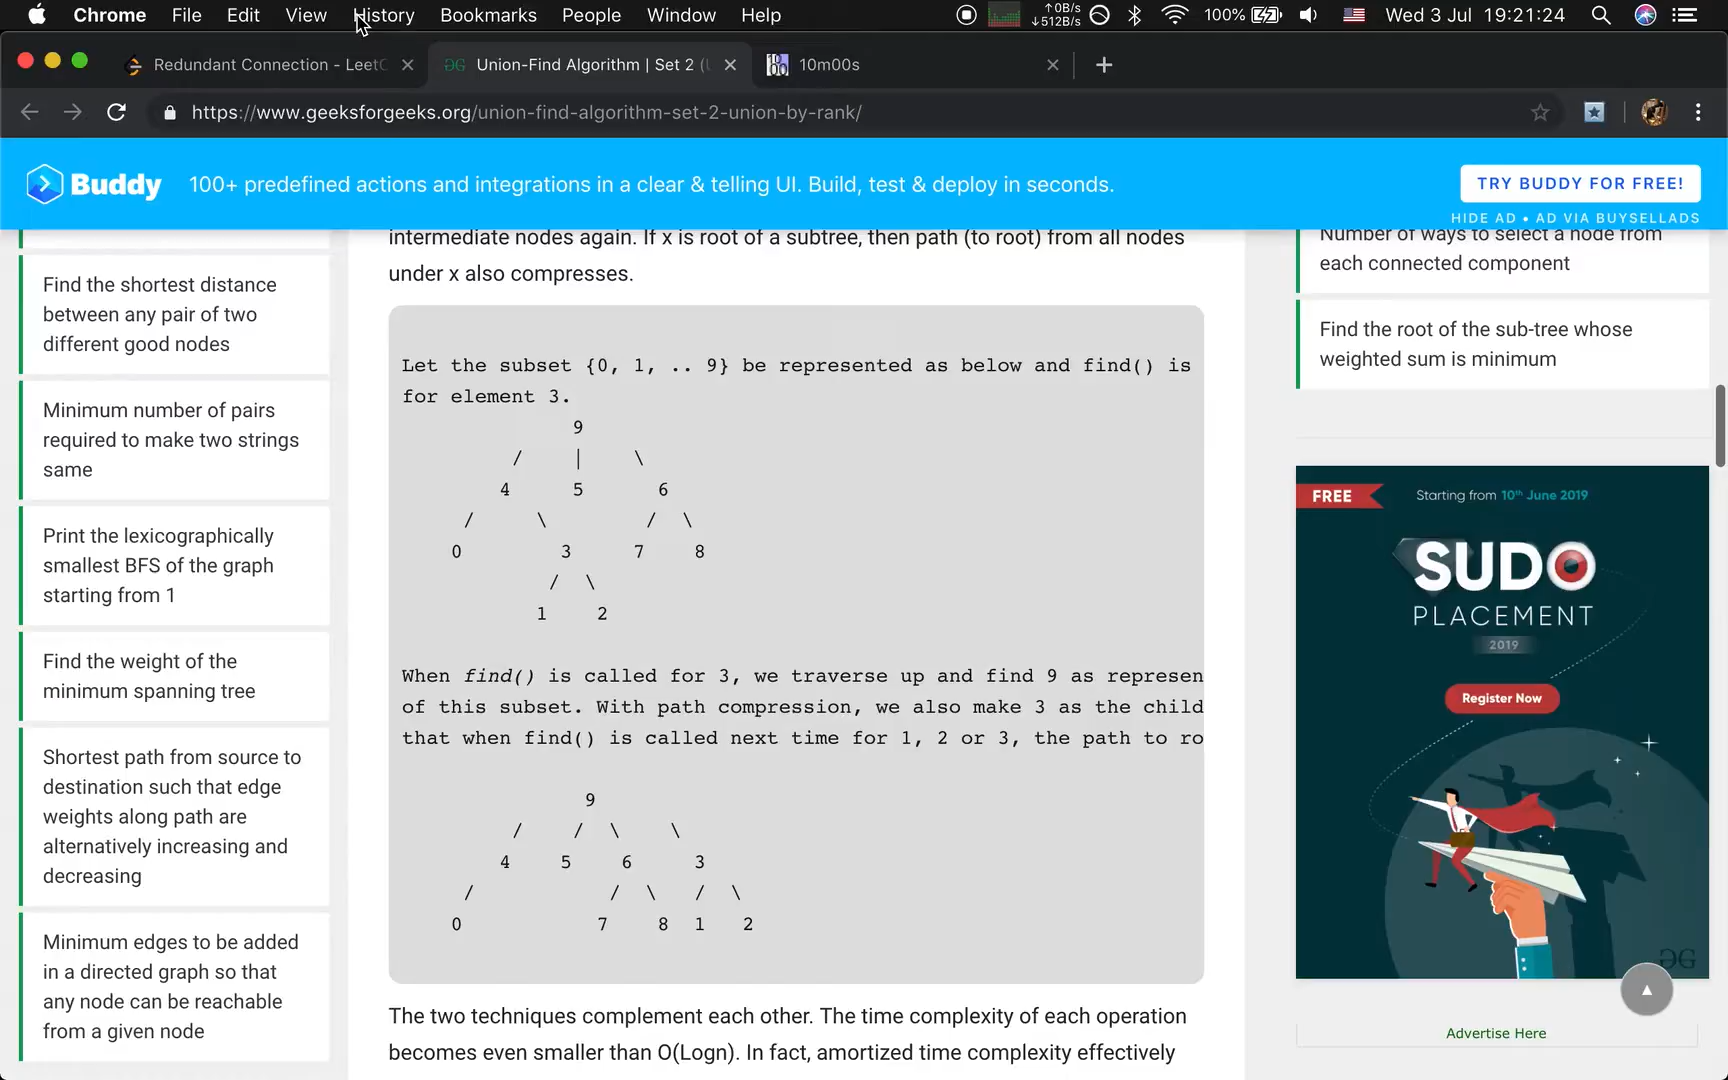 Chrome File Edit View History Bookmarks People Window Help
↑0B/s
↓512B/s
100%
Wed 3 Jul 19:21:24
Redundant Connection - Leet
Union-Find Algorithm | Set 2 (
10m00s
https://www.geeksforgeeks.org/union-find-algorithm-set-2-union-by-rank/
Buddy
100+ predefined actions and integrations in a clear & telling UI. Build, test & deploy in seconds.
TRY BUDDY FOR FREE!
HIDE AD • AD VIA BUYSELLADS
Find the shortest distance
between any pair of two
different good nodes
Minimum number of pairs
required to make two strings
same
Print the lexicographically
smallest BFS of the graph
starting from 1
Find the weight of the
minimum spanning tree
Shortest path from source to
destination such that edge
weights along path are
alternatively increasing and
decreasing
Minimum edges to be added
in a directed graph so that
any node can be reachable
from a given node
intermediate nodes again. If x is root of a subtree, then path (to root) from all nodes
under x also compresses.
Let the subset {0, 1, .. 9} be represented as below and find() is
for element 3.
9
/ | \
4 5 6
/ \ / \
0 3 7 8
/ \
1 2
When find() is called for 3, we traverse up and find 9 as represen
of this subset. With path compression, we also make 3 as the child
that when find() is called next time for 1, 2 or 3, the path to ro
9
/ / \ \
4 5 6 3
/ / \ / \
0 7 8 1 2
The two techniques complement each other. The time complexity of each operation
becomes even smaller than O(Logn). In fact, amortized time complexity effectively
Number of ways to select a node from
each connected component
Find the root of the sub-tree whose
weighted sum is minimum
FREE
Starting from 10th June 2019
SUDO
PLACEMENT
2019
Register Now
Advertise Here